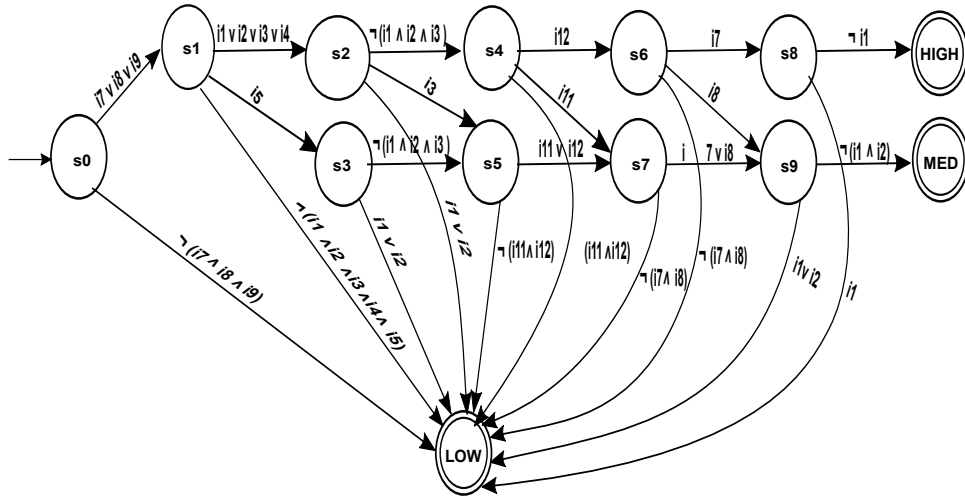 i1 v i2 v i3 v i4
¬ (i1 ∧ i2 ∧ i3 )
i12
i7
¬ i1
s1
s2
s4
s6
s8
HIGH
i7 v i8 v i9
i5
i3
i11
i8
s0
s3
¬ (i1 ∧ i2 ∧ i3 )
s5
i11 v i12
s7
i 7 v i8
s9
¬ (i1 ∧ i2)
MED
¬ (i7 ∧ i8 ∧ i9)
¬ (i1 ∧ i2 ∧ i3 ∧ i4 ∧ i5)
i1 v i2
i1 v i2
¬ (i11 ∧ i12)
(i11 ∧ i12)
¬ (i7 ∧ i8)
¬ (i7 ∧ i8)
i1v i2
i1
LOW